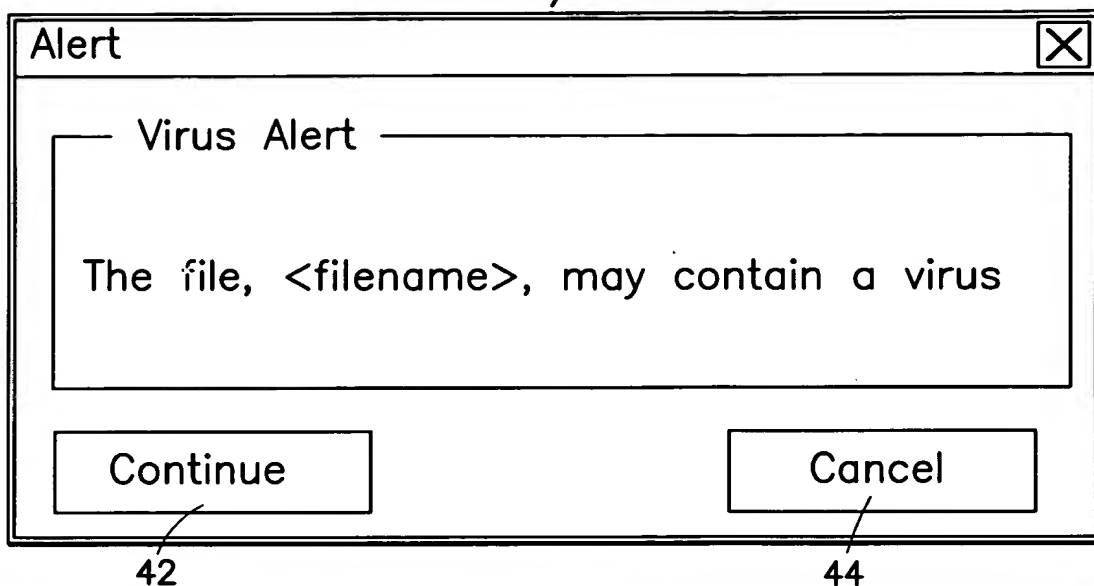 Alert
Virus Alert
The file, <filename>, may contain a virus
Continue
Cancel
42
44